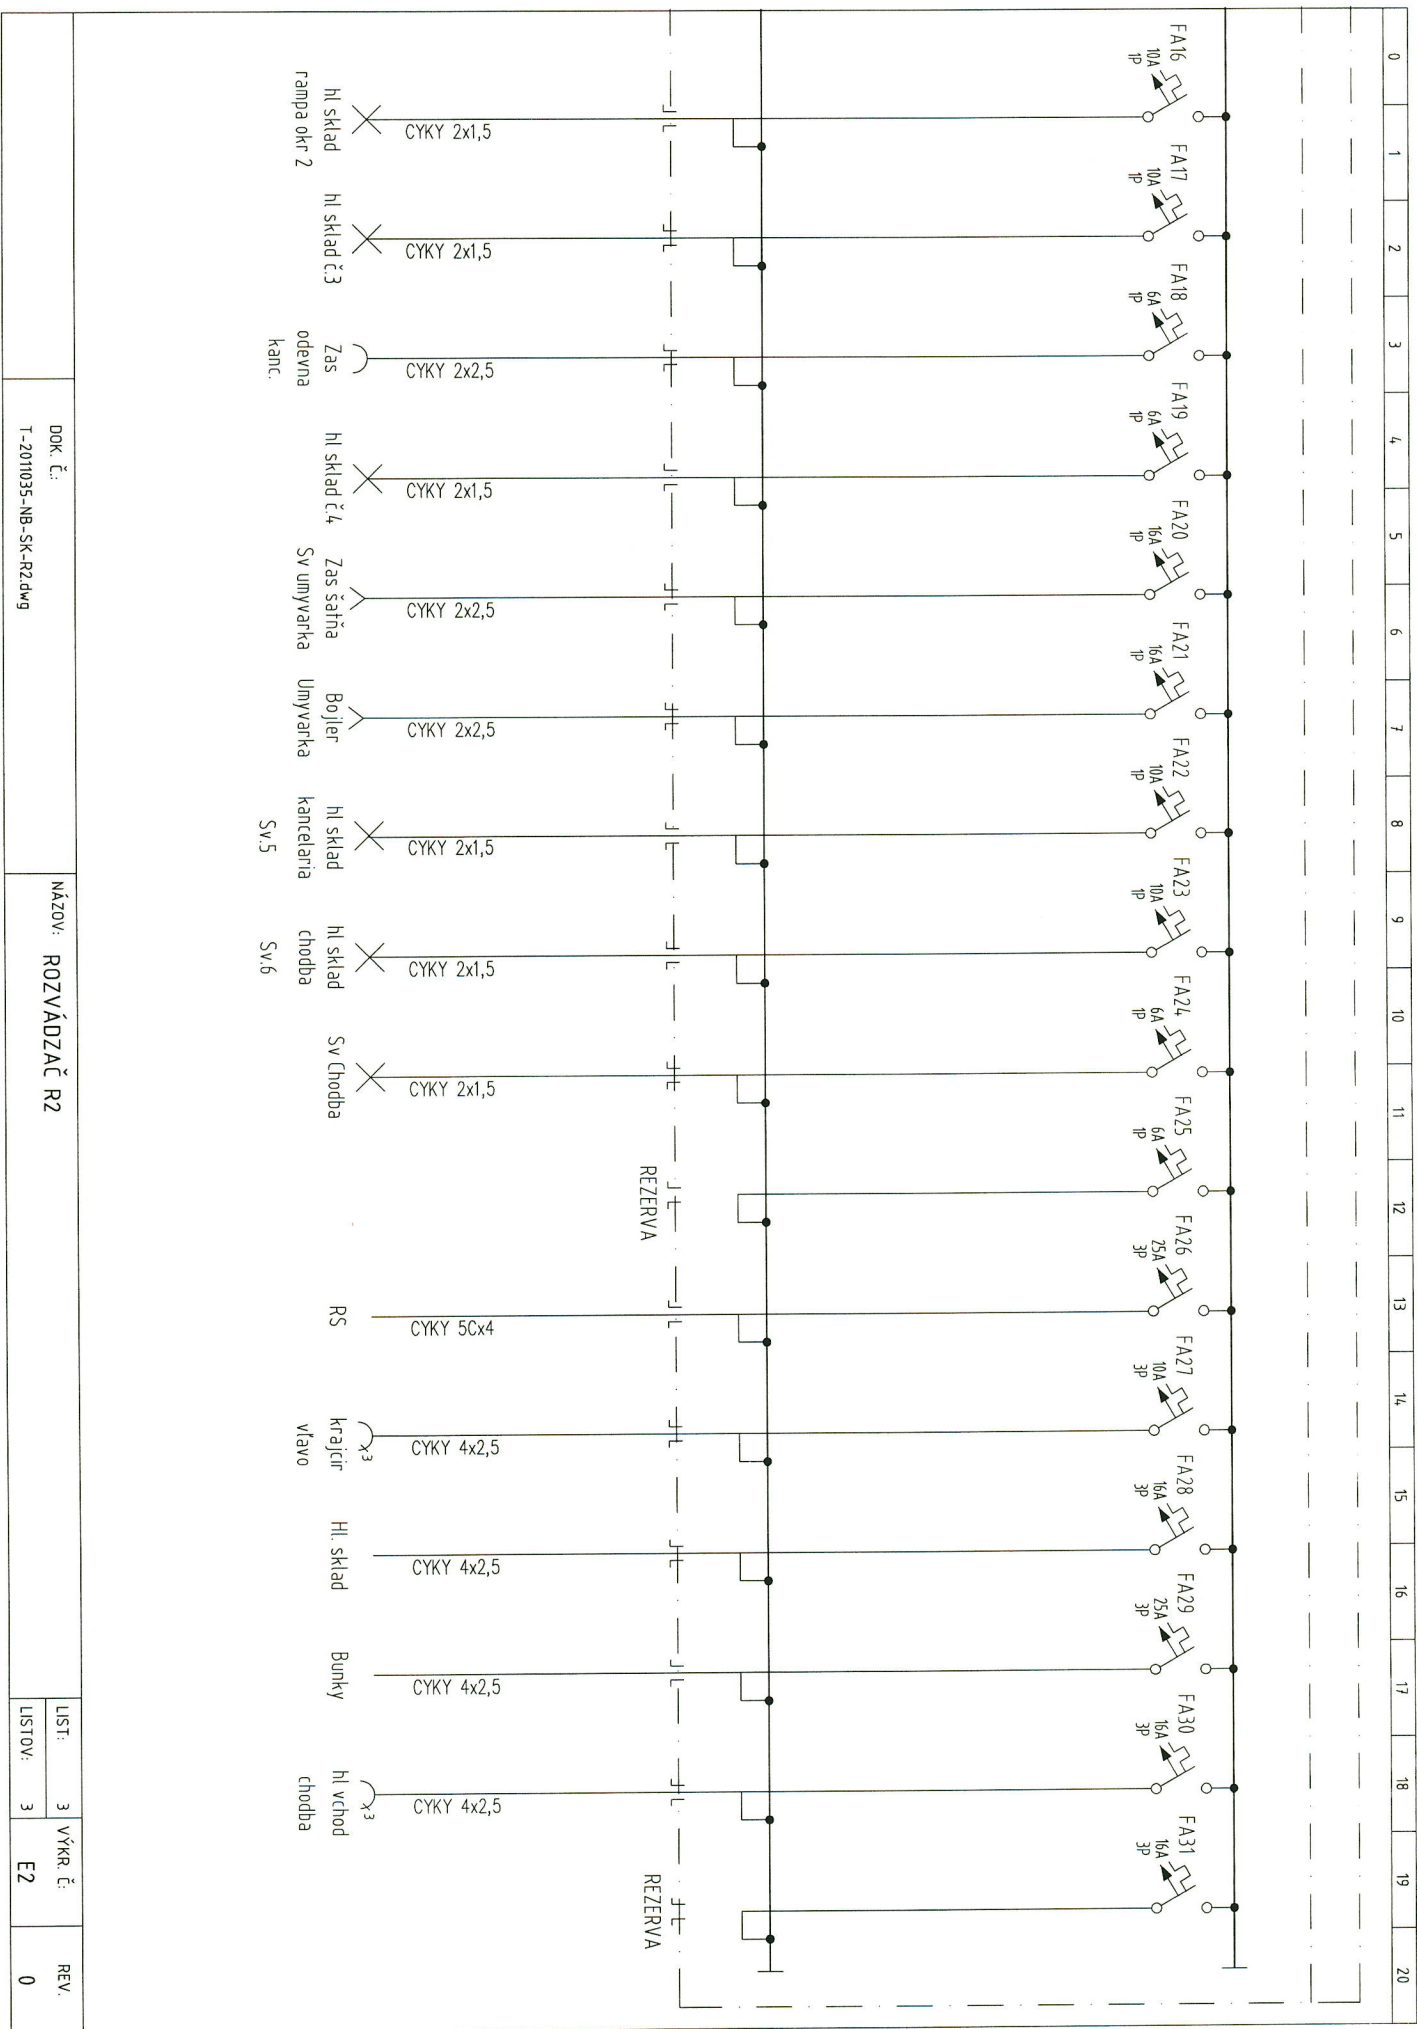 0 1 2 3 4 5 6 7 8 9 10 11 12 13 14 15 16 17 18 19 20
FA16
10A
1P
CYKY 2x1,5
hl sklad
rampa okr 2
FA17
10A
1P
CYKY 2x1,5
hl sklad č.3
FA18
6A
1P
CYKY 2x2,5
Zas
odevna
kanc.
FA19
6A
1P
CYKY 2x1,5
hl sklad č.4
FA20
16A
1P
CYKY 2x2,5
Zas šatňa
Sv umyvarka
FA21
16A
1P
CYKY 2x2,5
Bojler
Umyvarka
FA22
10A
1P
CYKY 2x1,5
hl sklad
kancelaria
Sv.5
FA23
10A
1P
CYKY 2x1,5
hl sklad
chodba
Sv.6
FA24
6A
1P
CYKY 2x1,5
Sv Chodba
FA25
6A
1P
REZERVA
FA26
25A
3P
CYKY 5Cx4
RS
FA27
10A
3P
CYKY 4x2,5
x3
krajcir
vľavo
FA28
16A
3P
CYKY 4x2,5
Hl. sklad
FA29
25A
3P
CYKY 4x2,5
Bunky
FA30
16A
3P
CYKY 4x2,5
x3
hl vchod
chodba
FA31
16A
3P
REZERVA
DOK. Č.:
T-2011035-NB-SK-R2.dwg
NÁZOV: ROZVÁDZAČ R2
LIST: 3
LISTOV: 3
VÝKR. Č:
E2
REV.
0